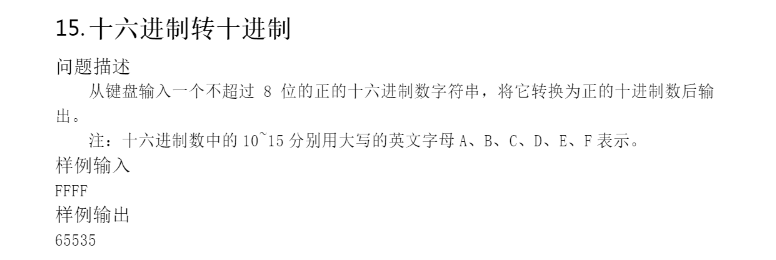 15.十六进制转十进制
问题描述
从键盘输入一个不超过 8 位的正的十六进制数字符串，将它转换为正的十进制数后输
出。
注：十六进制数中的 10~15 分别用大写的英文字母 A、B、C、D、E、F 表示。
样例输入
FFFF
样例输出
65535